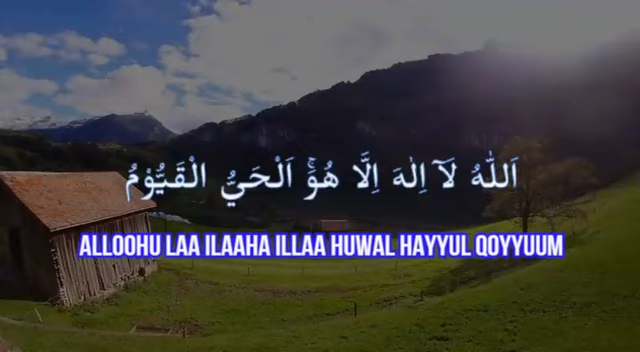 اَللّٰهُ لَآ اِلٰهَ اِلَّا هُوَۚ اَلْحَيُّ الْقَيُّوْمُ
ALLOOHU LAA ILAAHA ILLAA HUWAL HAYYUL QOYYUUM